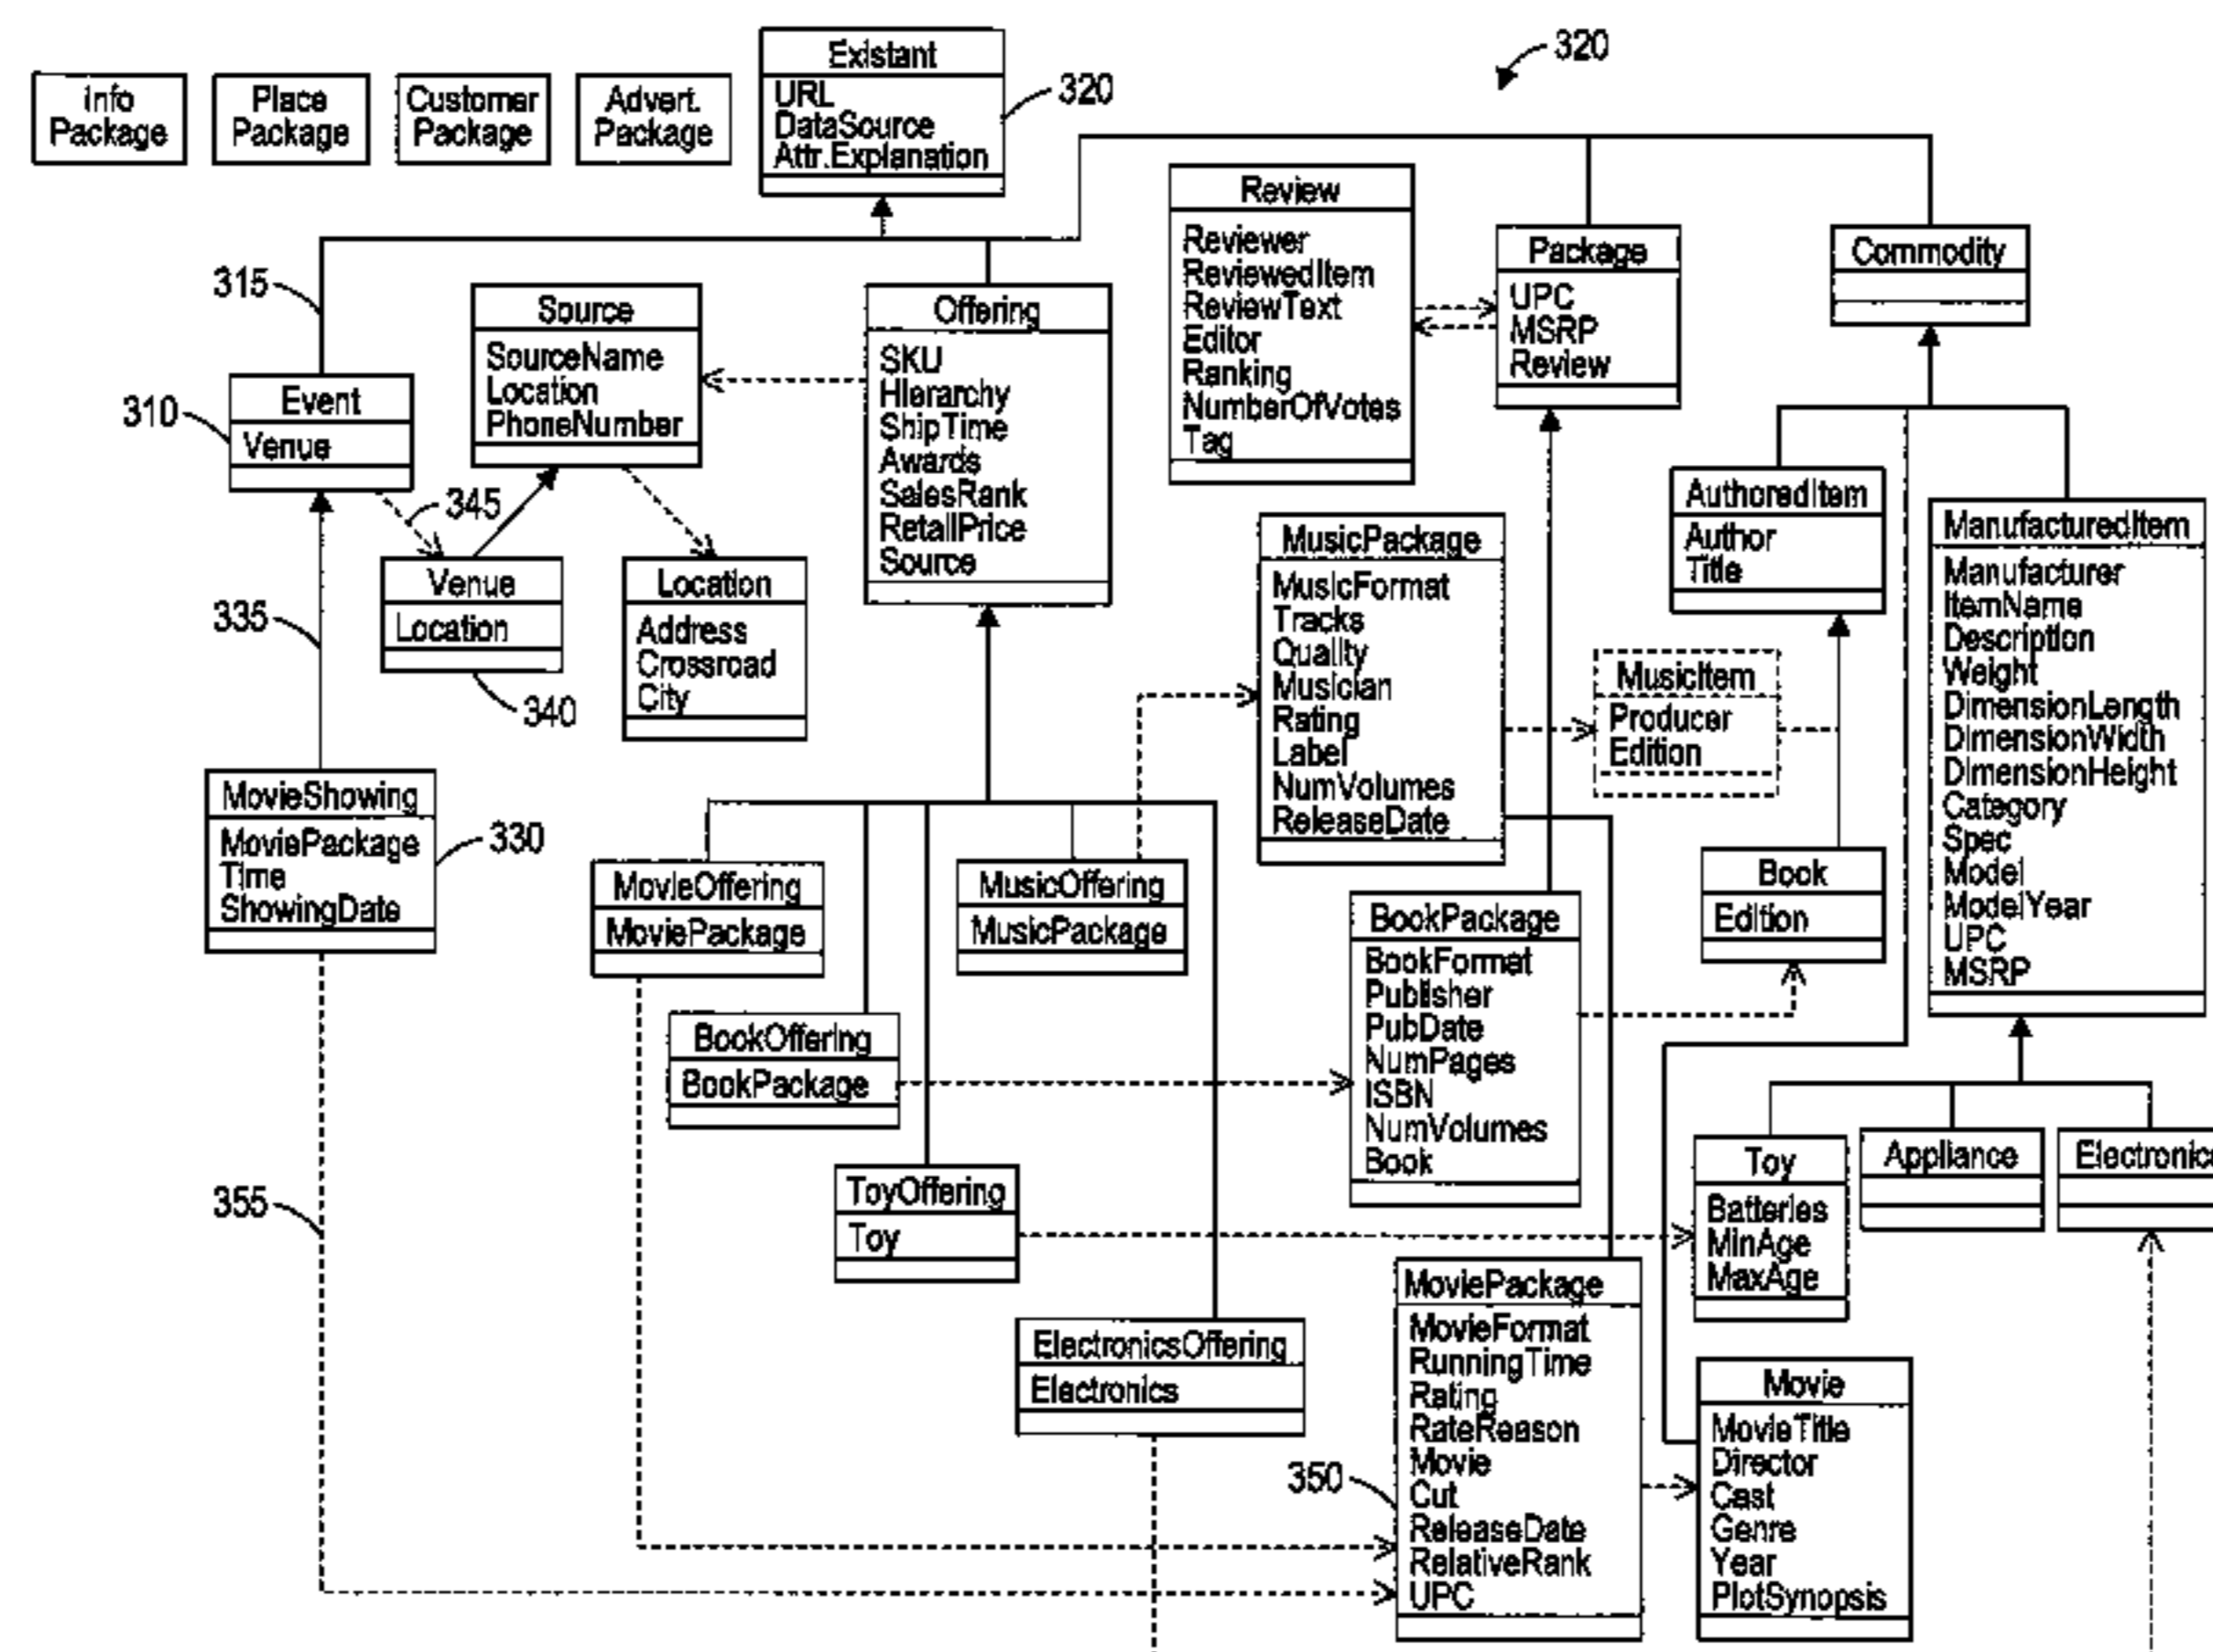 Info
Package
Place
Package
Customer
Package
Advert.
Package
Existant
URL
DataSource
Attr.Explanation
320
320
Review
Reviewer
ReviewedItem
ReviewText
Editor
Ranking
NumberOfVotes
Tag
Package
UPC
MSRP
Review
Commodity
315
310
Event
Venue
Source
SourceName
Location
PhoneNumber
Offering
SKU
Hierarchy
ShipTime
Awards
SalesRank
RetailPrice
Source
345
335
Venue
Location
340
Location
Address
Crossroad
City
MusicPackage
MusicFormat
Tracks
Quality
Musician
Rating
Label
NumVolumes
ReleaseDate
AuthoredItem
Author
Title
ManufacturedItem
Manufacturer
ItemName
Description
Weight
DimensionLength
DimensionWidth
DimensionHeight
Category
Spec
Model
ModelYear
UPC
MSRP
MusicItem
Producer
Edition
MovieShowing
MoviePackage
Time
ShowingDate
330
MovieOffering
MoviePackage
MusicOffering
MusicPackage
Book
Edition
BookPackage
BookFormat
Publisher
PubDate
NumPages
ISBN
NumVolumes
Book
BookOffering
BookPackage
355
ToyOffering
Toy
Toy
Batteries
MinAge
MaxAge
Appliance
Electronics
ElectronicsOffering
Electronics
MoviePackage
MovieFormat
RunningTime
Rating
RateReason
Movie
Cut
ReleaseDate
RelativeRank
UPC
350
Movie
MovieTitle
Director
Cast
Genre
Year
PlotSynopsis